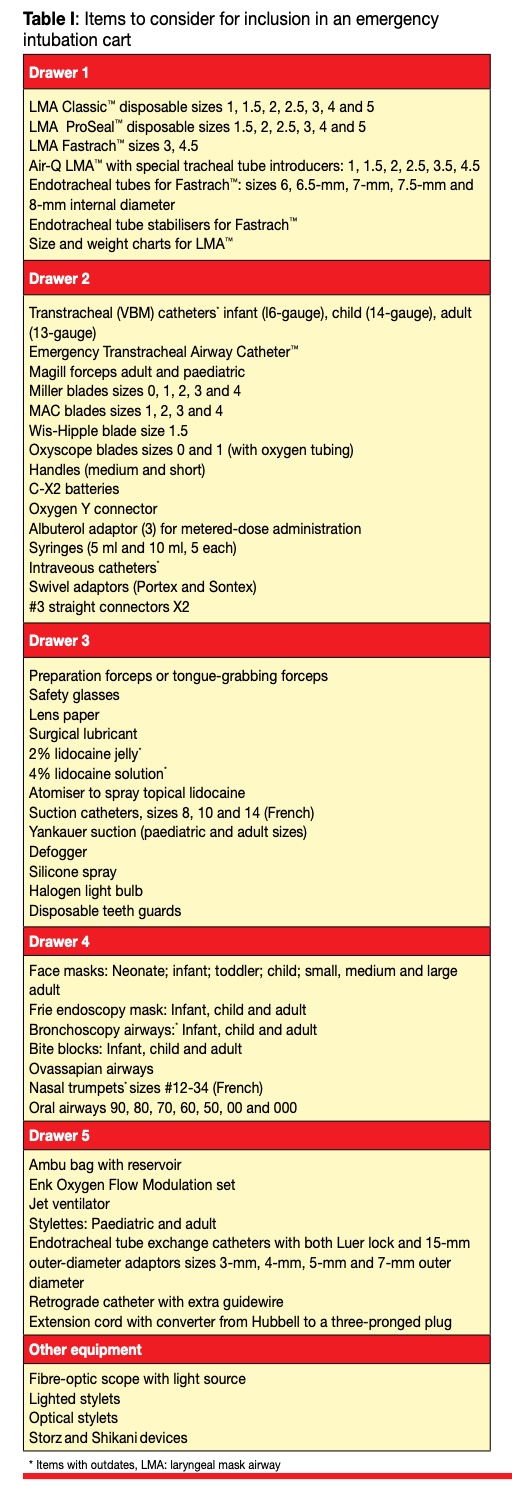 Table I: Items to consider for inclusion in an emergency
intubation cart
Drawer 1
LMA Classic™ disposable sizes 1, 1.5, 2, 2.5, 3, 4 and 5
LMA ProSeal™ disposable sizes 1.5, 2, 2.5, 3, 4 and 5
LMA Fastrach™ sizes 3, 4.5
Air-Q LMA™ with special tracheal tube introducers: 1, 1.5, 2, 2.5, 3.5, 4.5
Endotracheal tubes for Fastrach™: sizes 6, 6.5-mm, 7-mm, 7.5-mm and
8-mm internal diameter
Endotracheal tube stabilisers for Fastrach™
Size and weight charts for LMA™
Drawer 2
Transtracheal (VBM) catheters* infant (l6-gauge), child (14-gauge), adult
(13-gauge)
Emergency Transtracheal Airway Catheter™
Magill forceps adult and paediatric
Miller blades sizes 0, 1, 2, 3 and 4
MAC blades sizes 1, 2, 3 and 4
Wis-Hipple blade size 1.5
Oxyscope blades sizes 0 and 1 (with oxygen tubing)
Handles (medium and short)
C-X2 batteries
Oxygen Y connector
Albuterol adaptor (3) for metered-dose administration
Syringes (5 ml and 10 ml, 5 each)
Intraveous catheters*
Swivel adaptors (Portex and Sontex)
#3 straight connectors X2
Drawer 3
Preparation forceps or tongue-grabbing forceps
Safety glasses
Lens paper
Surgical lubricant
2% lidocaine jelly*
4% lidocaine solution*
Atomiser to spray topical lidocaine
Suction catheters, sizes 8, 10 and 14 (French)
Yankauer suction (paediatric and adult sizes)
Defogger
Silicone spray
Halogen light bulb
Disposable teeth guards
Drawer 4
Face masks: Neonate; infant; toddler; child; small, medium and large
adult
Frie endoscopy mask: Infant, child and adult
Bronchoscopy airways:* Infant, child and adult
Bite blocks: Infant, child and adult
Ovassapian airways
Nasal trumpets* sizes #12-34 (French)
Oral airways 90, 80, 70, 60, 50, 00 and 000
Drawer 5
Ambu bag with reservoir
Enk Oxygen Flow Modulation set
Jet ventilator
Stylettes: Paediatric and adult
Endotracheal tube exchange catheters with both Luer lock and 15-mm
outer-diameter adaptors sizes 3-mm, 4-mm, 5-mm and 7-mm outer
diameter
Retrograde catheter with extra guidewire
Extension cord with converter from Hubbell to a three-pronged plug
Other equipment
Fibre-optic scope with light source
Lighted stylets
Optical stylets
Storz and Shikani devices
* Items with outdates, LMA: laryngeal mask airway